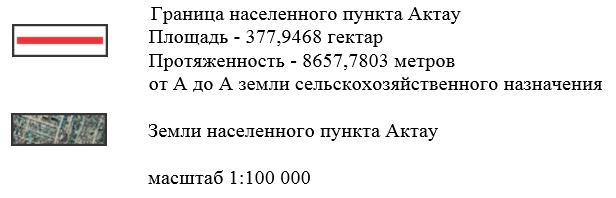 Граница населенного пункта Актау
Площадь - 377,9468 гектар
Протяженность - 8657,7803 метров
от А до А земли сельскохозяйственного назначения
Земли населенного пункта Актау
масштаб 1:100 000